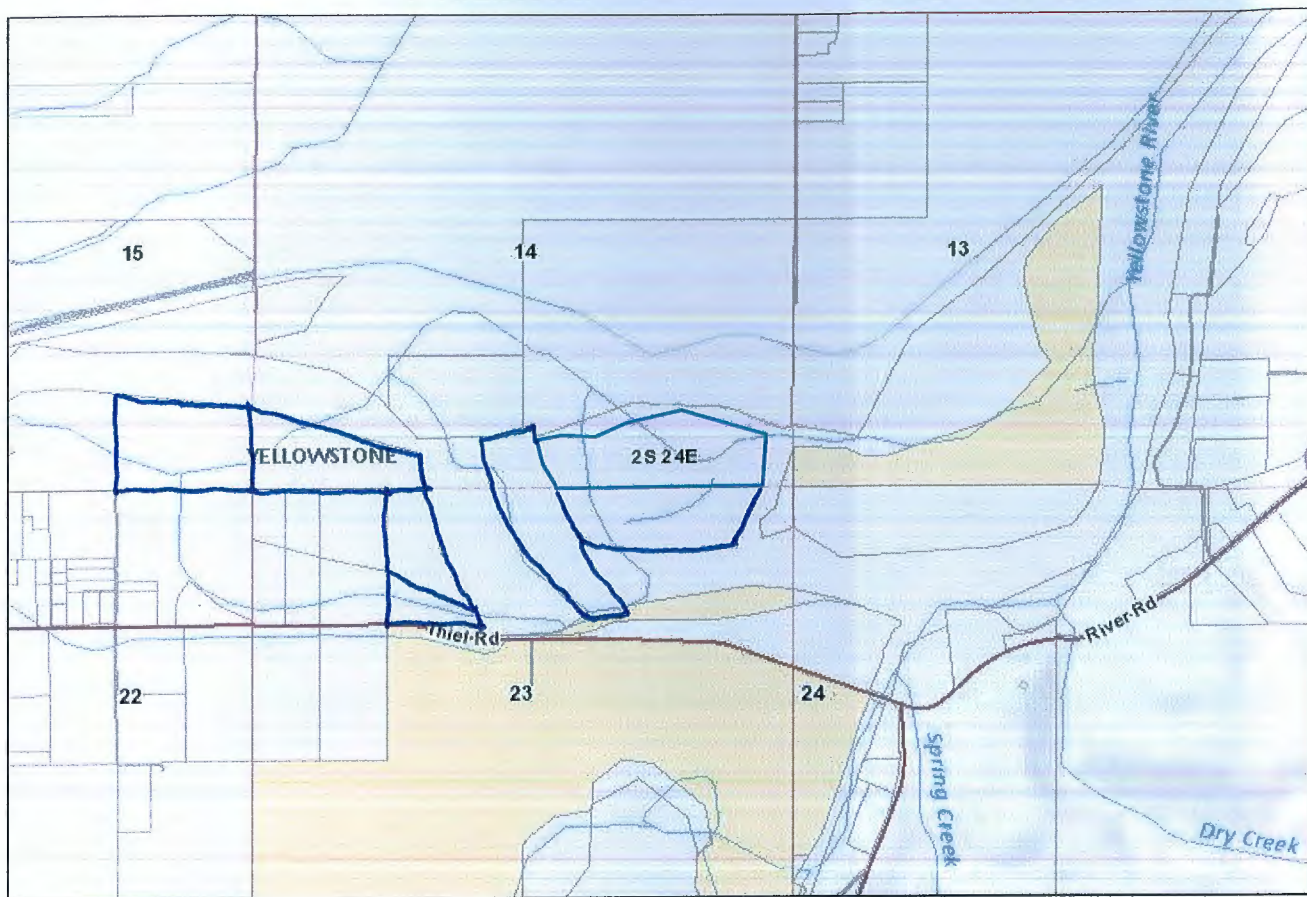 Yellowstone River
15
14
13
YELLOWSTONE
2S 24E
Thiel Rd
River Rd
22
23
24
Spring Creek
Dry Creek